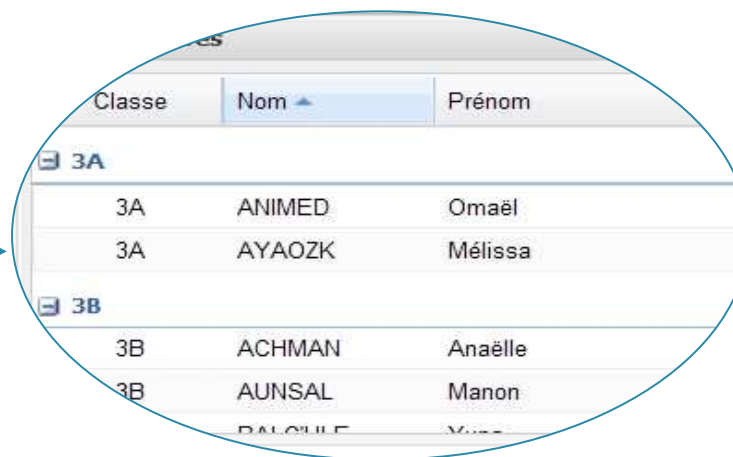 Classe Nom Prénom
3A
3A ANIMED Omaël
3A AYAOZK Mélissa
3B
3B ACHMAN Anaëlle
3B AUNSAL Manon